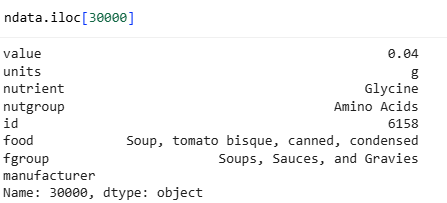 ndata.iloc[30000]
value 0.04
units g
nutrient Glycine
nutgroup Amino Acids
id 6158
food Soup, tomato bisque, canned, condensed
fgroup Soups, Sauces, and Gravies
manufacturer
Name: 30000, dtype: object